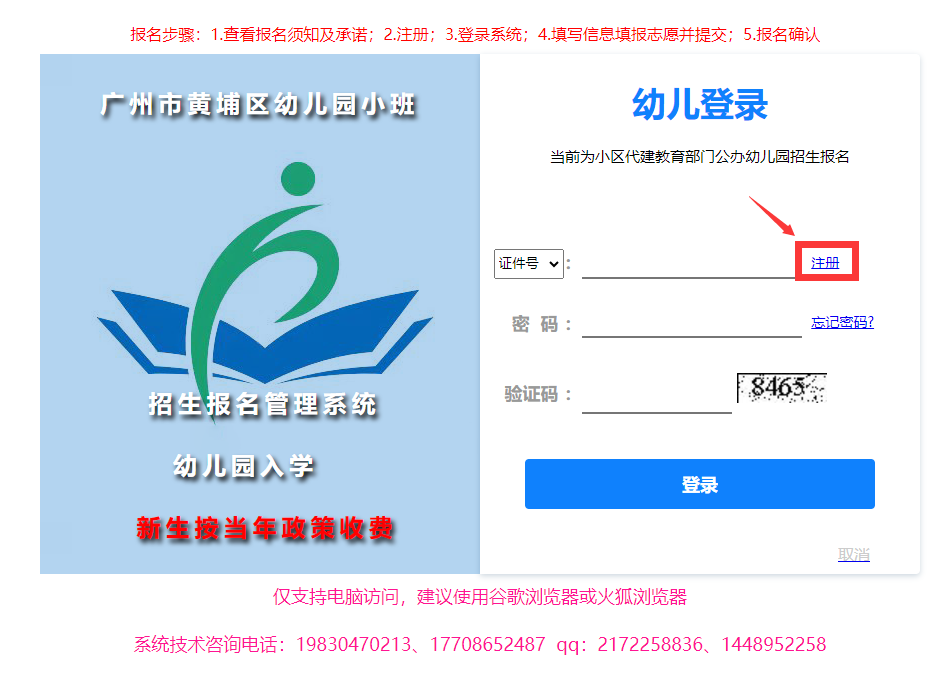 报名步骤：1.查看报名须知及承诺；2.注册；3.登录系统；4.填写信息填报志愿并提交；5.报名确认
广州市黄埔区幼儿园小班
招生报名管理系统
幼儿园入学
新生按当年政策收费
幼儿登录
当前为小区代建教育部门公办幼儿园招生报名
证件号 ： 注册
密 码 ： 忘记密码?
验证码 ： 8465
登录
取消
仅支持电脑访问，建议使用谷歌浏览器或火狐浏览器
系统技术咨询电话：19830470213、17708652487 qq：2172258836、1448952258